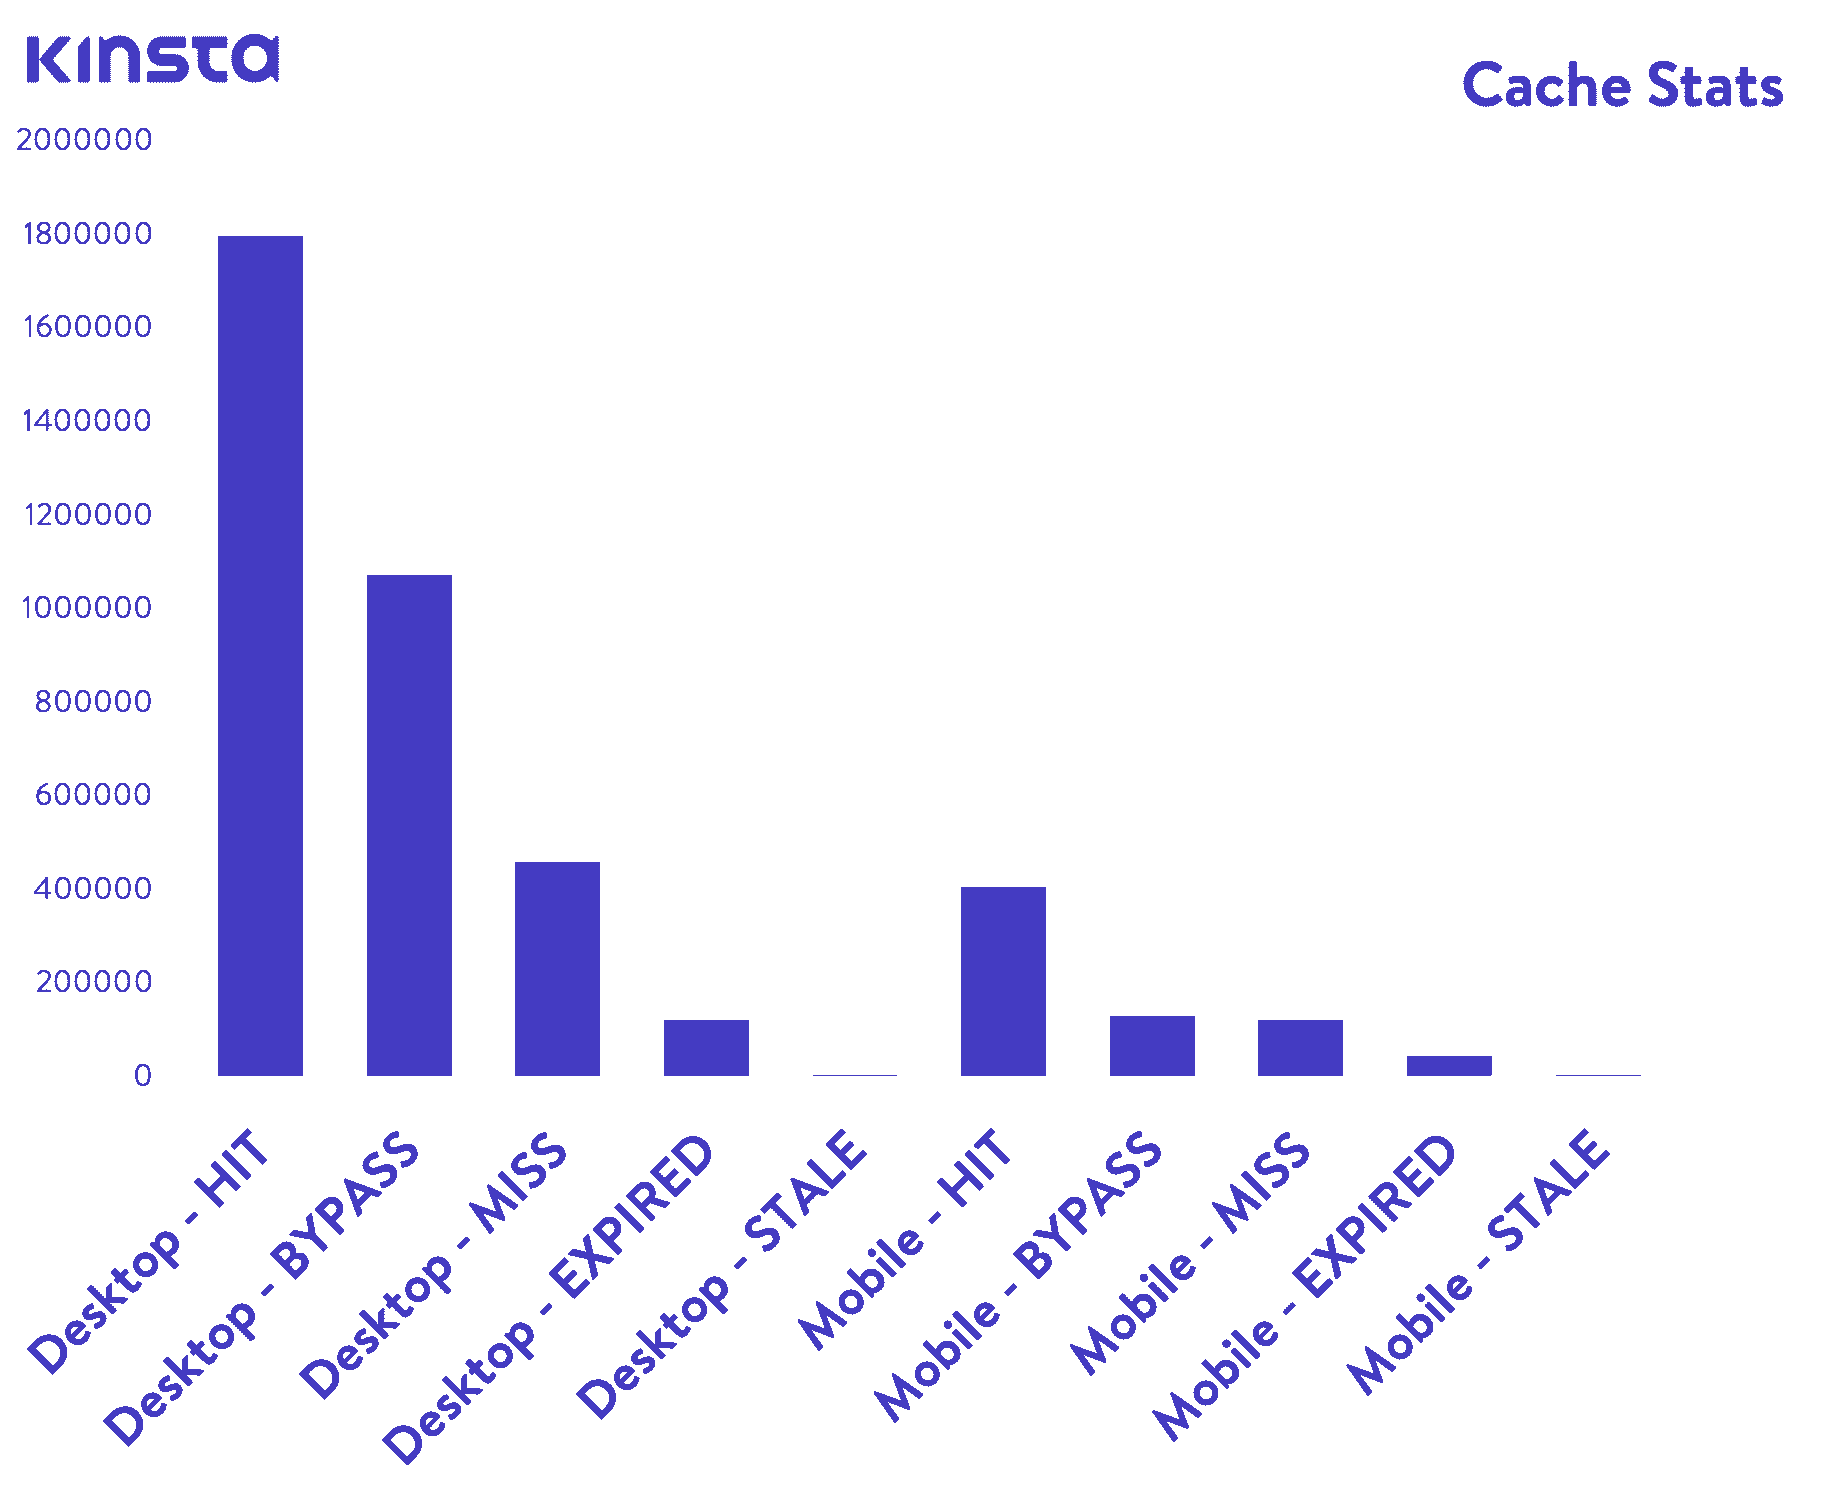 Kinsta
Cache Stats
2000000
1800000
1600000
1400000
1200000
1000000
800000
600000
400000
200000
0
Desktop - HIT
Desktop - BYPASS
Desktop - MISS
Desktop - EXPIRED
Desktop - STALE
Mobile - HIT
Mobile - BYPASS
Mobile - MISS
Mobile - EXPIRED
Mobile - STALE